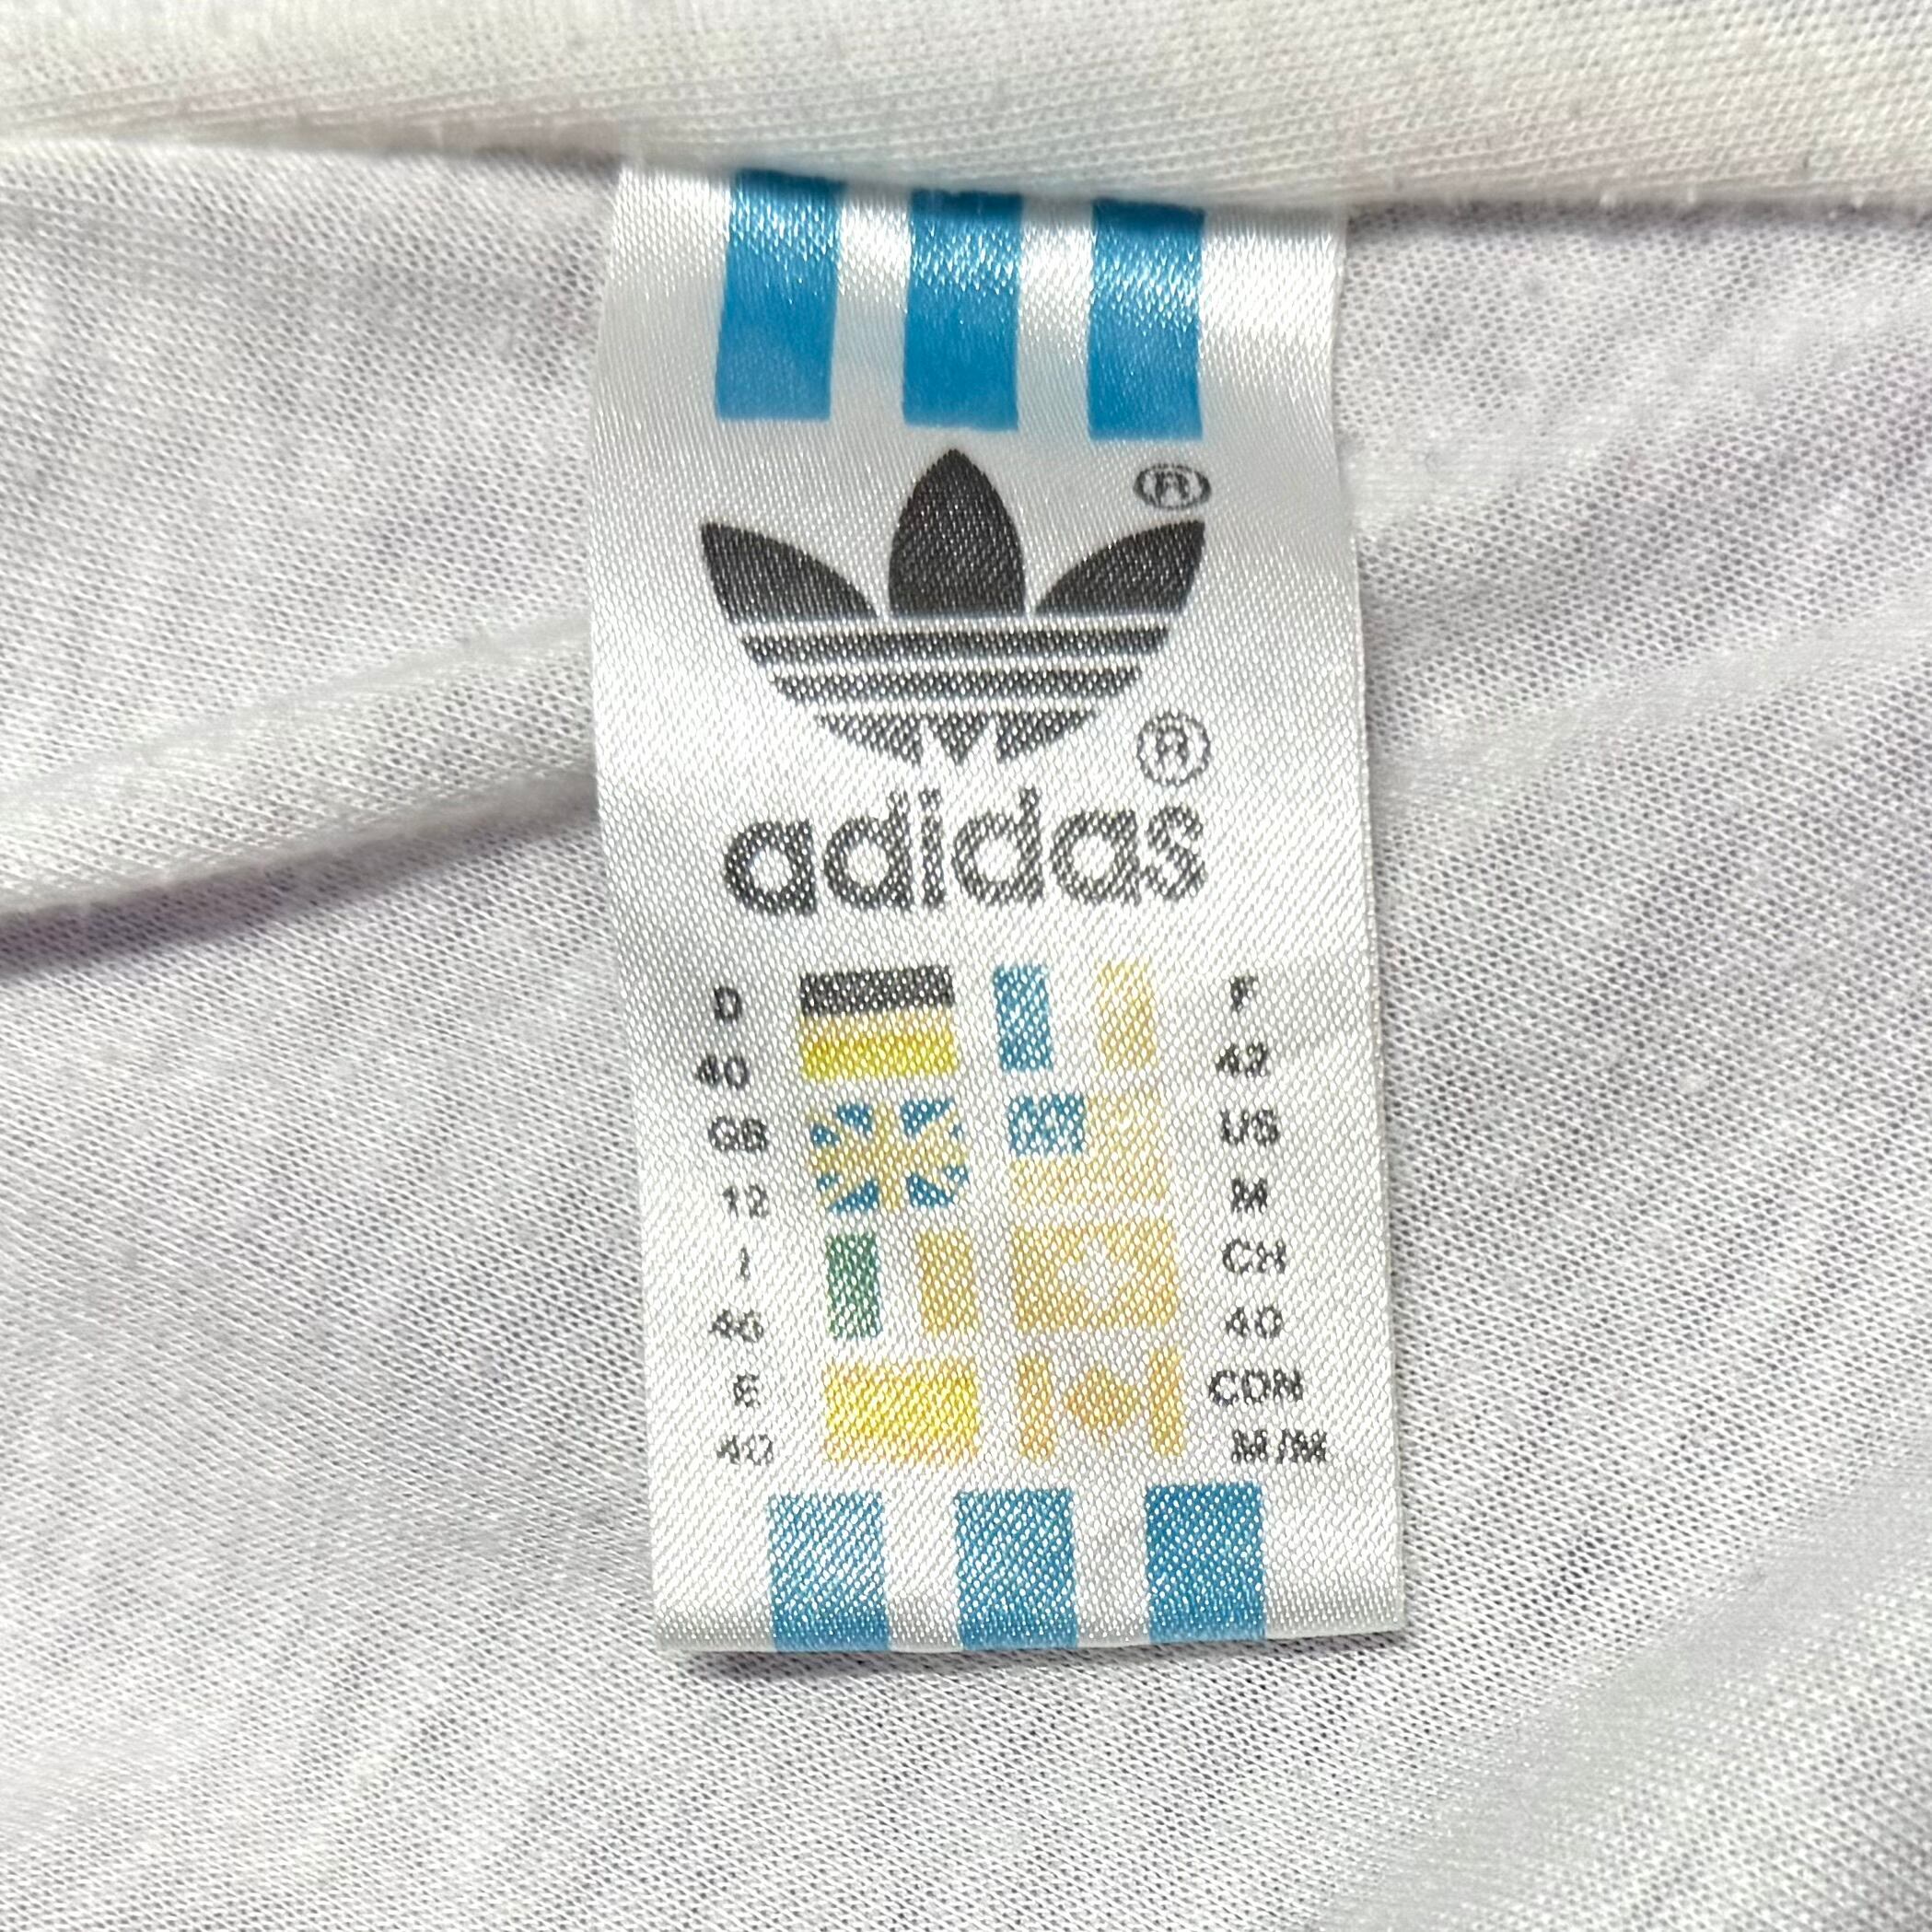 ®
®
adidas
D F
40 42
GB US
12 M
I CH
46 40
E CDN
40 M/M